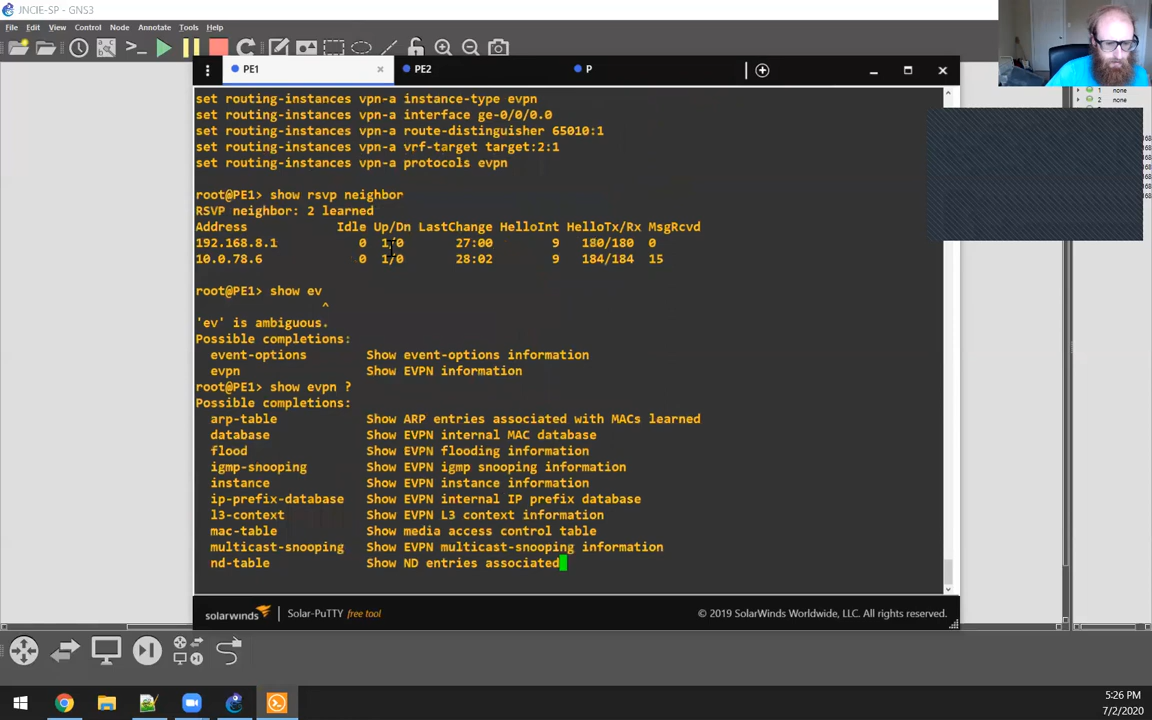 JNCIE-SP - GNS3
File Edit View Control Node Annotate Tools Help
PE1 × PE2 P
set routing-instances vpn-a instance-type evpn
set routing-instances vpn-a interface ge-0/0/0.0
set routing-instances vpn-a route-distinguisher 65010:1
set routing-instances vpn-a vrf-target target:2:1
set routing-instances vpn-a protocols evpn
root@PE1> show rsvp neighbor
RSVP neighbor: 2 learned
Address Idle Up/Dn LastChange HelloInt HelloTx/Rx MsgRcvd
192.168.8.1 0 1/0 27:00 9 180/180 0
10.0.78.6 0 1/0 28:02 9 184/184 15
root@PE1> show ev
^
'ev' is ambiguous.
Possible completions:
event-options Show event-options information
evpn Show EVPN information
root@PE1> show evpn ?
Possible completions:
arp-table Show ARP entries associated with MACs learned
database Show EVPN internal MAC database
flood Show EVPN flooding information
igmp-snooping Show EVPN igmp snooping information
instance Show EVPN instance information
ip-prefix-database Show EVPN internal IP prefix database
l3-context Show EVPN L3 context information
mac-table Show media access control table
multicast-snooping Show EVPN multicast-snooping information
nd-table Show ND entries associated
solarwinds Solar-PuTTY free tool © 2019 SolarWinds Worldwide, LLC. All rights reserved.
1 none
2 none
5:26 PM
7/2/2020